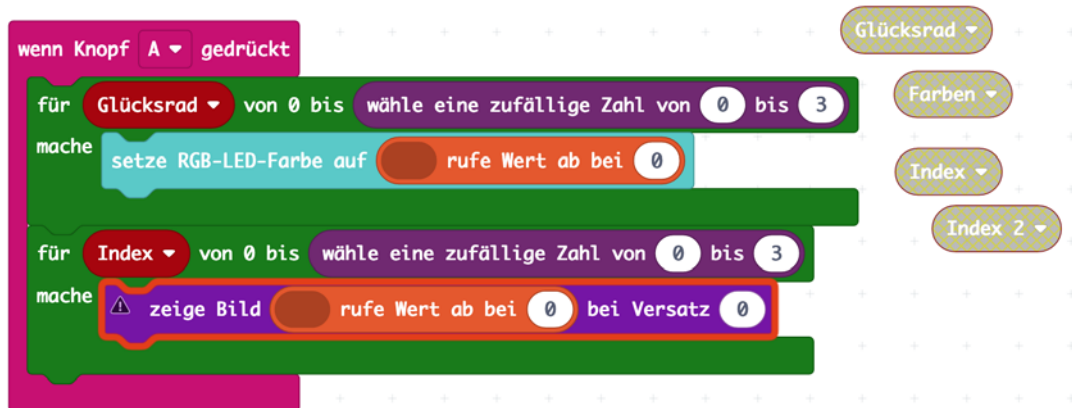 wenn Knopf A gedrückt
für Glücksrad von 0 bis wähle eine zufällige Zahl von 0 bis 3
mache
setze RGB-LED-Farbe auf rufe Wert ab bei 0
für Index von 0 bis wähle eine zufällige Zahl von 0 bis 3
mache
zeige Bild rufe Wert ab bei 0 bei Versatz 0
Glücksrad
Farben
Index
Index 2